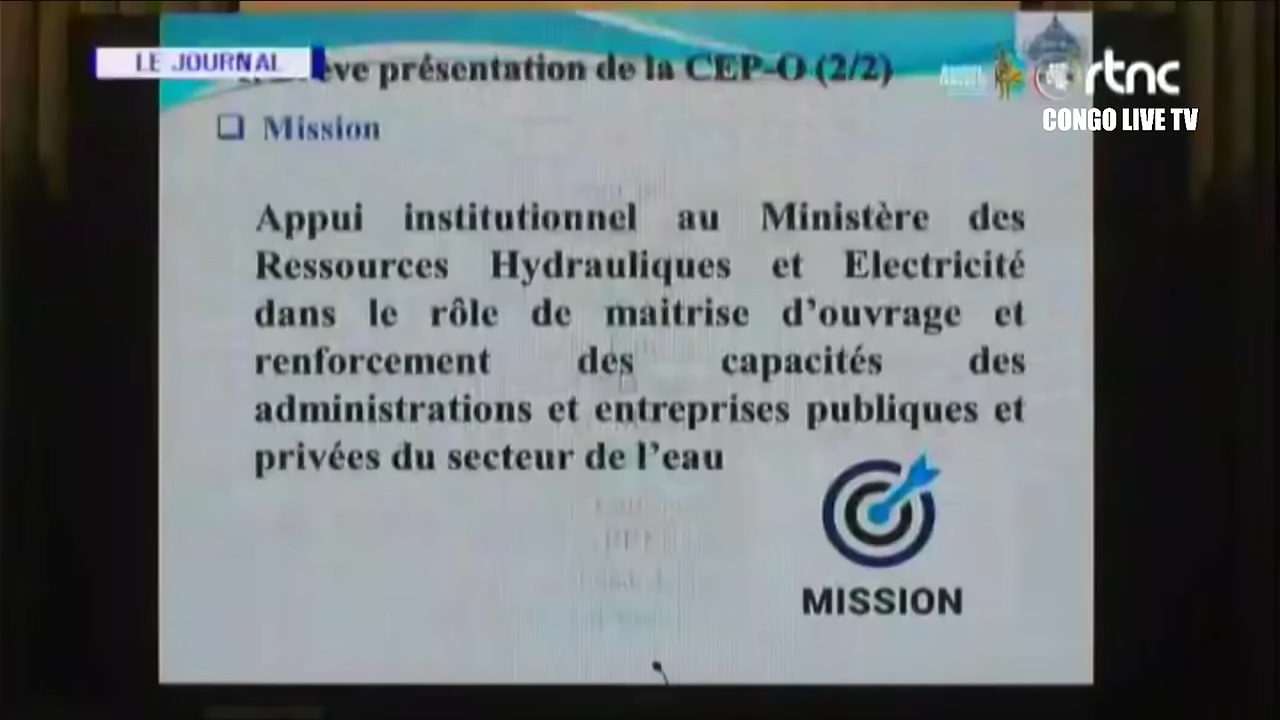 LE JOURNAL
ève présentation de la CEP-O (2/2)
rtnc
CONGO LIVE TV
❑ Mission
Appui institutionnel au Ministère des
Ressources Hydrauliques et Electricité
dans le rôle de maitrise d’ouvrage et
renforcement des capacités des
administrations et entreprises publiques et
privées du secteur de l’eau
MISSION